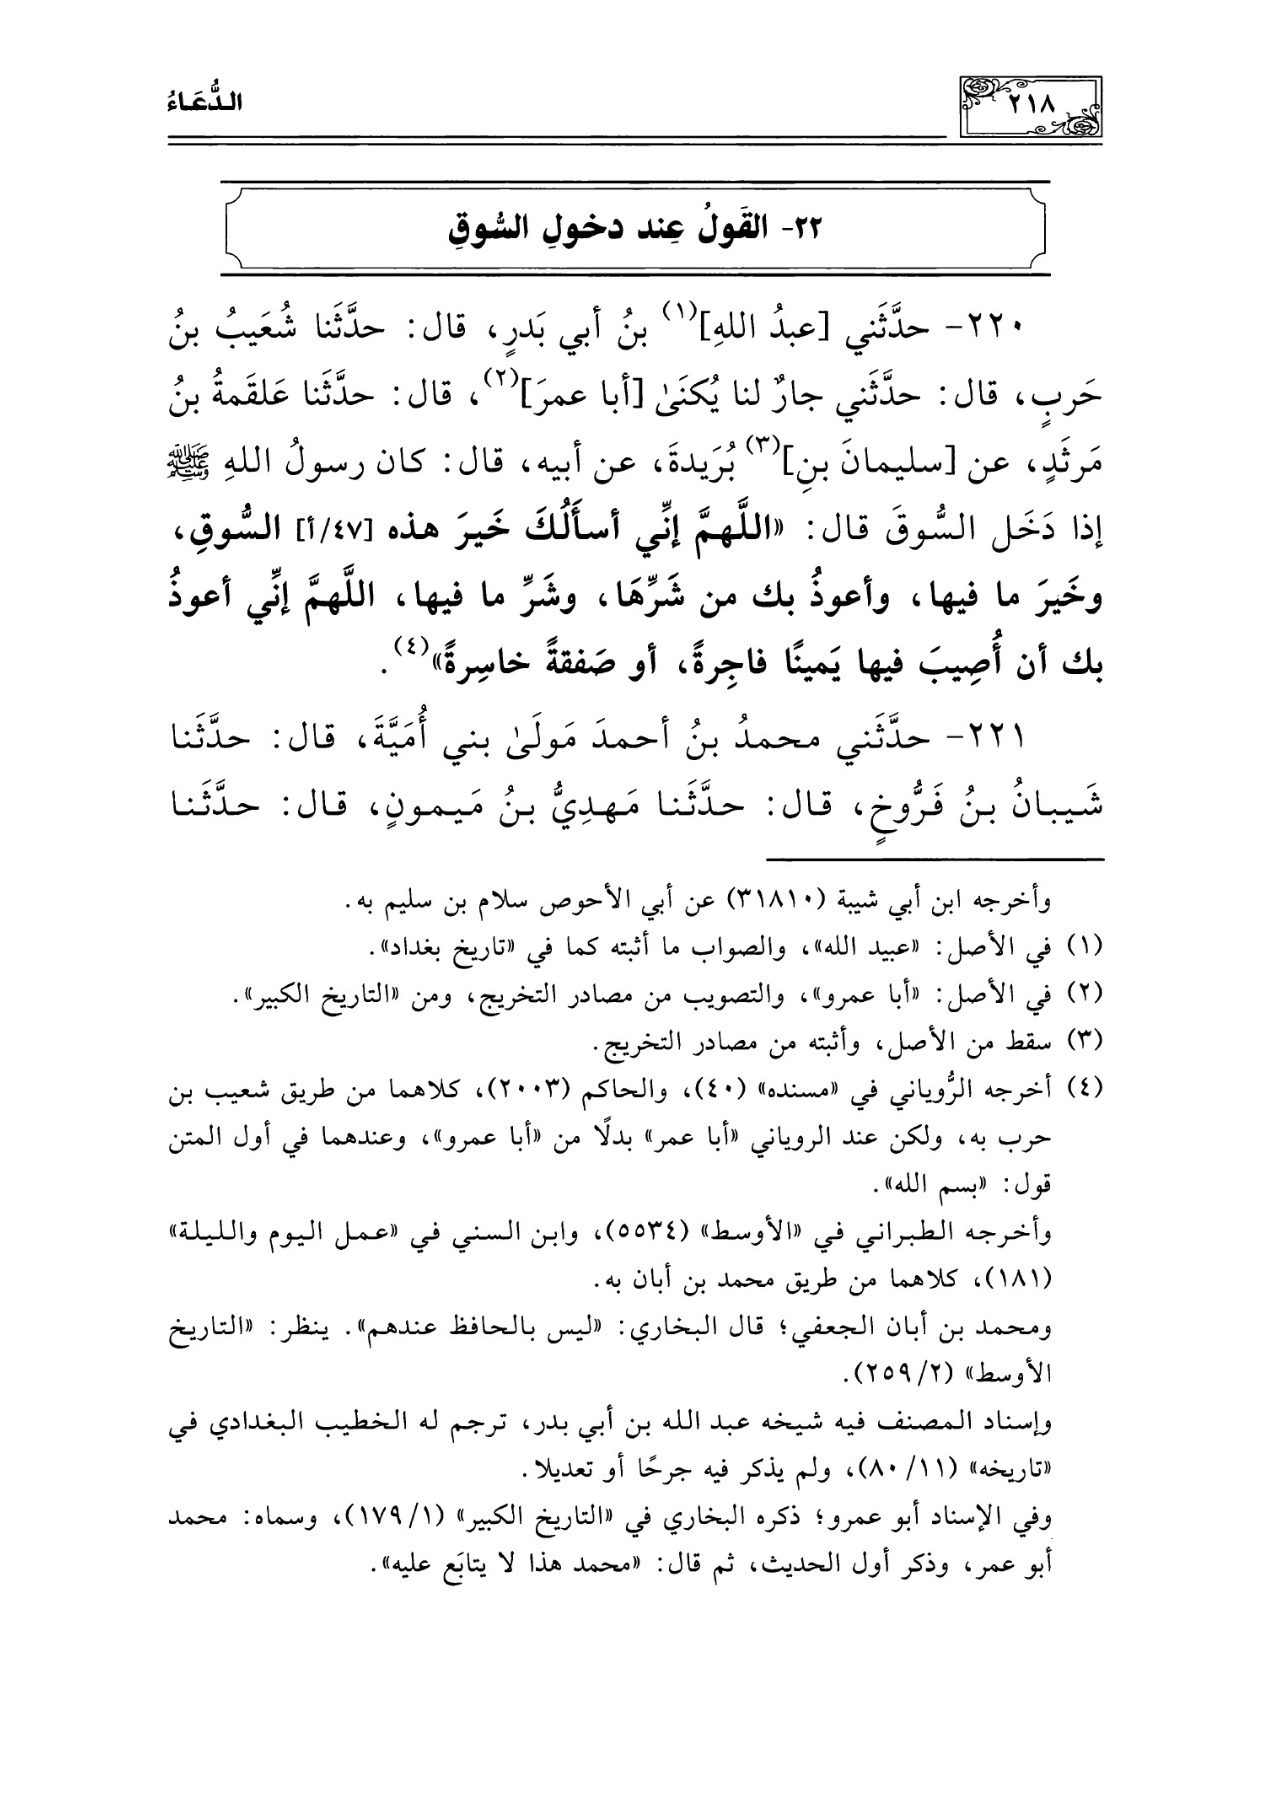 ٢١٨
الدُّعَاءُ
٢٢- القَولُ عِند دخولِ السُّوقِ
٢٢٠- حدَّثَني [عبدُ اللهِ](١) بنُ أبي بَدرٍ، قال: حدَّثَنا شُعَيبُ بنُ
حَربٍ، قال: حدَّثَني جارٌ لنا يُكنَىٰ [أبا عمرَ](٢)، قال: حدَّثَنا عَلقَمةُ بنُ
مَرثَدٍ، عن [سليمانَ بنِ](٣) بُرَيدةَ، عن أبيه، قال: كان رسولُ اللهِ ﷺ
إذا دَخَل السُّوقَ قال: «اللَّهمَّ إنِّي أسأَلُكَ خَيرَ هذه [٤٧/أ] السُّوقِ،
وخَيرَ ما فيها، وأعوذُ بك من شَرِّهَا، وشَرِّ ما فيها، اللَّهمَّ إنِّي أعوذُ
بك أن أُصِيبَ فيها يَمينًا فاجِرةً، أو صَفقةً خاسِرةً»(٤).
٢٢١- حدَّثَني محمدُ بنُ أحمدَ مَولَىٰ بني أُمَيَّةَ، قال: حدَّثَنا
شَيبانُ بنُ فَرُّوخٍ، قال: حدَّثَنا مَهدِيُّ بنُ مَيمونٍ، قال: حدَّثَنا
وأخرجه ابن أبي شيبة (٣١٨١٠) عن أبي الأحوص سلام بن سليم به.
(١) في الأصل: «عبيد الله»، والصواب ما أثبته كما في «تاريخ بغداد».
(٢) في الأصل: «أبا عمرو»، والتصويب من مصادر التخريج، ومن «التاريخ الكبير».
(٣) سقط من الأصل، وأثبته من مصادر التخريج.
(٤) أخرجه الرُّوياني في «مسنده» (٤٠)، والحاكم (٢٠٠٣)، كلاهما من طريق شعيب بن
حرب به، ولكن عند الروياني «أبا عمر» بدلًا من «أبا عمرو»، وعندهما في أول المتن
قول: «بسم الله».
وأخرجه الطبراني في «الأوسط» (٥٥٣٤)، وابن السني في «عمل اليوم والليلة»
(١٨١)، كلاهما من طريق محمد بن أبان به.
ومحمد بن أبان الجعفي؛ قال البخاري: «ليس بالحافظ عندهم». ينظر: «التاريخ
الأوسط» (٢/ ٢٥٩).
وإسناد المصنف فيه شيخه عبد الله بن أبي بدر، ترجم له الخطيب البغدادي في
«تاريخه» (١١/ ٨٠)، ولم يذكر فيه جرحًا أو تعديلا.
وفي الإسناد أبو عمرو؛ ذكره البخاري في «التاريخ الكبير» (١/ ١٧٩)، وسماه: محمد
أبو عمر، وذكر أول الحديث، ثم قال: «محمد هذا لا يتابَع عليه».